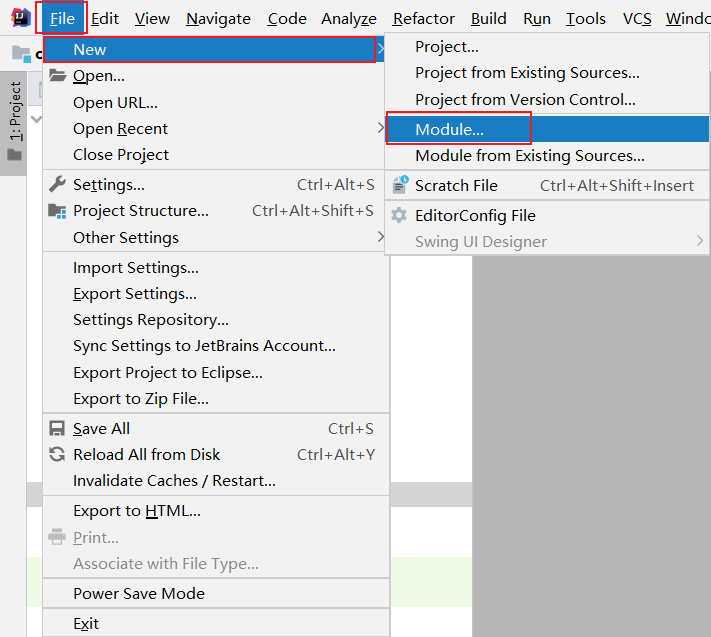 File Edit View Navigate Code Analyze Refactor Build Run Tools VCS
c
1: Project
New
Open...
Open URL...
Open Recent
Close Project
Settings... Ctrl+Alt+S
Project Structure... Ctrl+Alt+Shift+S
Other Settings
Import Settings...
Export Settings...
Settings Repository...
Sync Settings to JetBrains Account...
Export Project to Eclipse...
Export to Zip File...
Save All Ctrl+S
Reload All from Disk Ctrl+Alt+Y
Invalidate Caches / Restart...
Export to HTML...
Print...
Associate with File Type...
Power Save Mode
Exit
Project...
Project from Existing Sources...
Project from Version Control...
Module...
Module from Existing Sources...
Scratch File Ctrl+Alt+Shift+Insert
EditorConfig File
Swing UI Designer